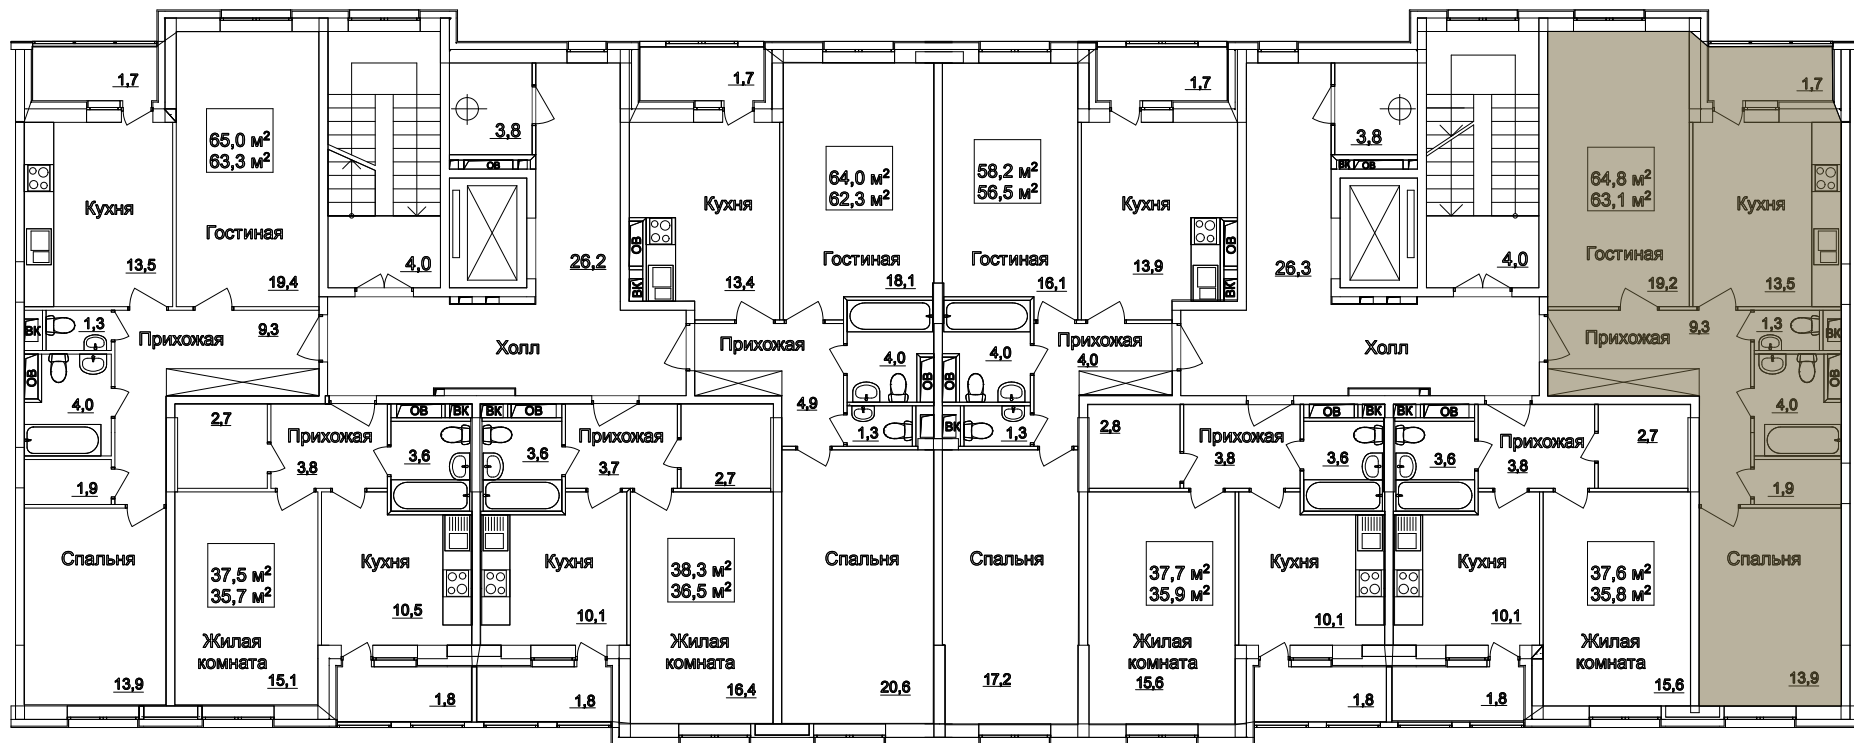 1,7
65,0 м²
63,3 м²
Кухня
13,5
Гостиная
19,4
4,0
3,8
ОВ
26,2
1,7
Кухня
ОВ
ВК
13,4
64,0 м²
62,3 м²
Гостиная
18,1
58,2 м²
56,5 м²
Гостиная
16,1
1,7
Кухня
13,9
ОВ
ВК
26,3
3,8
ВК
ОВ
4,0
64,8 м²
63,1 м²
Гостиная
19,2
1,7
Кухня
13,5
ВК
1,3
Прихожая
9,3
ОВ
4,0
1,9
Холл
Прихожая
4,9
4,0
ОВ
1,3
ОВ
4,0
ВК
1,3
Прихожая
4,0
Холл
Прихожая
9,3
1,3
ВК
4,0
ОВ
1,9
2,7
Прихожая
3,8
ОВ
ВК
3,6
ВК
ОВ
3,6
Прихожая
3,7
2,7
2,8
Прихожая
3,8
ОВ
ВК
3,6
ВК
ОВ
3,6
Прихожая
3,8
2,7
Спальня
13,9
37,5 м²
35,7 м²
Жилая
комната
15,1
Кухня
10,5
1,8
Кухня
10,1
1,8
38,3 м²
36,5 м²
Жилая
комната
16,4
Спальня
20,6
Спальня
17,2
37,7 м²
35,9 м²
Жилая
комната
15,6
Кухня
10,1
1,8
Кухня
10,1
1,8
37,6 м²
35,8 м²
Жилая
комната
15,6
Спальня
13,9